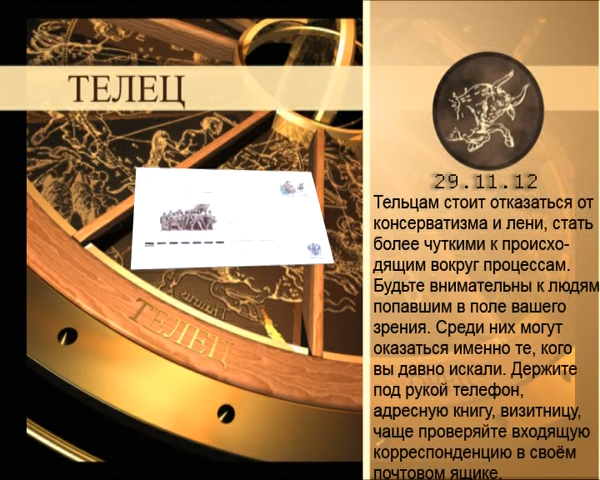 ТЕЛЕЦ
ТЕЛЕЦ
29.11.12
Тельцам стоит отказаться от
консерватизма и лени, стать
более чуткими к происхо-
дящим вокруг процессам.
Будьте внимательны к людям
попавшим в поле вашего
зрения. Среди них могут
оказаться именно те, кого
вы давно искали. Держите
под рукой телефон,
адресную книгу, визитницу,
чаще проверяйте входящую
корреспонденцию в своём
почтовом ящике.